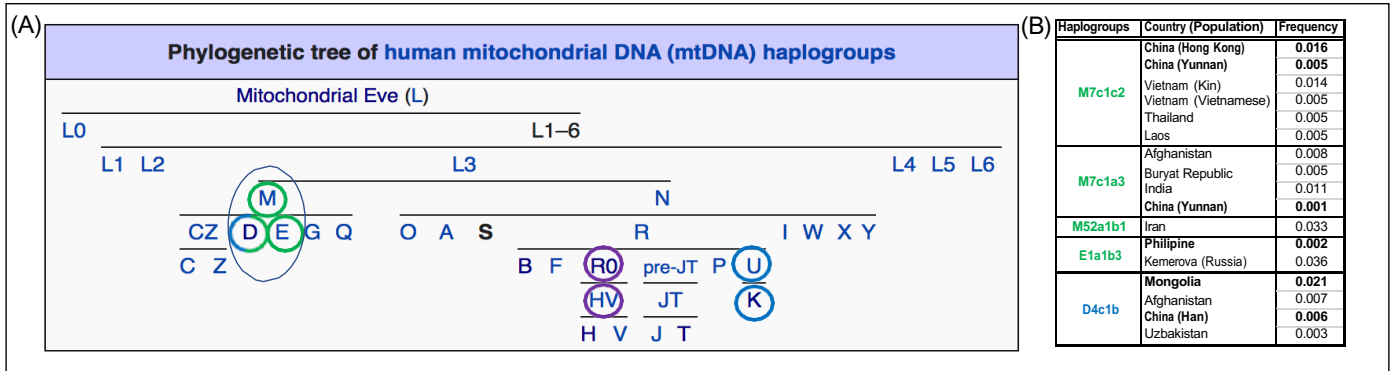 (A)
Phylogenetic tree of human mitochondrial DNA (mtDNA) haplogroups
Mitochondrial Eve (L)
L0 L1–6
L1 L2 L3 L4 L5 L6
M N
CZ D E G Q O A S R I W X Y
C Z B F R0 pre-JT P U
HV JT K
H V J T
(B)
Haplogroups Country (Population) Frequency
M7c1c2
China (Hong Kong) 0.016
China (Yunnan) 0.005
Vietnam (Kin) 0.014
Vietnam (Vietnamese) 0.005
Thailand 0.005
Laos 0.005
M7c1a3
Afghanistan 0.008
Buryat Republic 0.005
India 0.011
China (Yunnan) 0.001
M52a1b1 Iran 0.033
E1a1b3
Philipine 0.002
Kemerova (Russia) 0.036
D4c1b
Mongolia 0.021
Afghanistan 0.007
China (Han) 0.006
Uzbakistan 0.003